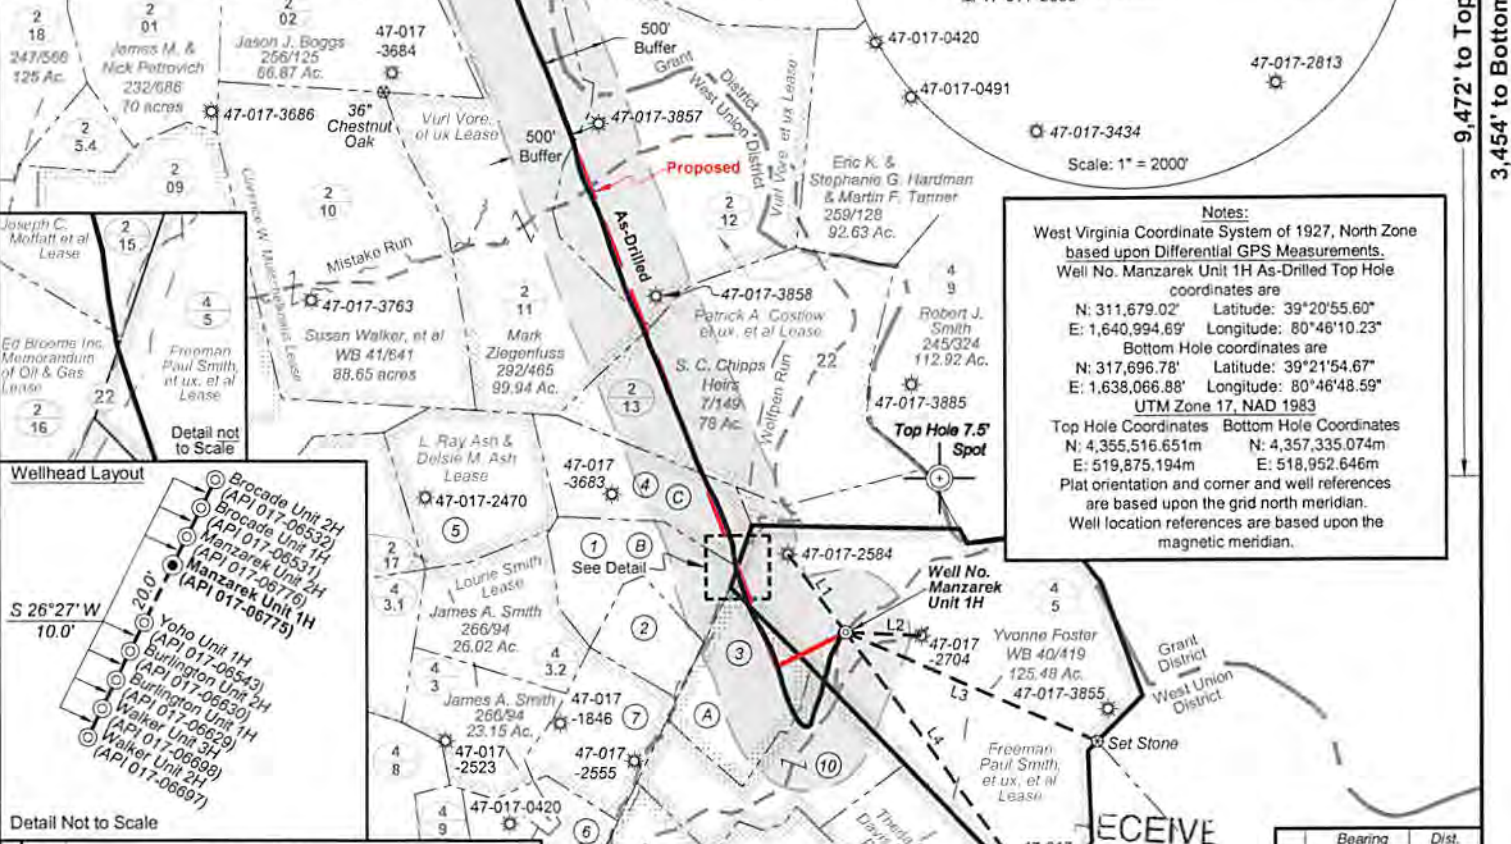 2
18
247/566
125 Ac.
2
01
James M. &
Nick Petrovich
232/686
70 acres
2
02
Jason J. Boggs
256/125
66.87 Ac.
47-017
-3684
47-017-3686
36"
Chestnut
Oak
Vurl Vore,
et ux Lease
500'
Buffer
500'
Buffer
Grant
District
West Union
District
47-017-3857
Proposed
Vurl Vore et ux Lease
Eric K. &
Stephanie G. Hardman
& Martin F. Tanner
259/128
92.63 Ac.
47-017-0420
47-017-0491
47-017-2813
47-017-3434
Scale: 1" = 2000'
9,472' to Top
3,454' to Bottom
2
5.4
2
09
2
10
2
12
Mistake Run
As-Drilled
Joseph C.
Moffatt et al
Lease
2
15
4
5
Ed Broome Inc.
Memorandum
of Oil & Gas
Lease
2
16
22
Freeman
Paul Smith,
et ux. et al
Lease
Detail not
to Scale
47-017-3763
Susan Walker, et al
WB 41/641
88.65 acres
2
11
Mark
Ziegenfuss
292/465
99.94 Ac.
47-017-3858
Patrick A. Costlow
et ux. et al Lease
S. C. Chipps
Heirs
7/149
78 Ac.
2
13
Wolfpen Run
22
4
9
Robert J.
Smith
245/324
112.92 Ac.
47-017-3885
Top Hole 7.5'
Spot
Notes:
West Virginia Coordinate System of 1927, North Zone
based upon Differential GPS Measurements.
Well No. Manzarek Unit 1H As-Drilled Top Hole
coordinates are
N: 311,679.02' Latitude: 39°20'55.60"
E: 1,640,994.69' Longitude: 80°46'10.23"
Bottom Hole coordinates are
N: 317,696.78' Latitude: 39°21'54.67"
E: 1,638,066.88' Longitude: 80°46'48.59"
UTM Zone 17, NAD 1983
Top Hole Coordinates Bottom Hole Coordinates
N: 4,355,516.651m N: 4,357,335.074m
E: 519,875.194m E: 518,952.646m
Plat orientation and corner and well references
are based upon the grid north meridian.
Well location references are based upon the
magnetic meridian.
Wellhead Layout
Brocade Unit 2H
(API 017-06532)
Brocade Unit 1H
(API 017-06531)
Manzarek Unit 2H
(API 017-06776)
Manzarek Unit 1H
(API 017-06775)
20.0'
S 26°27' W
10.0'
Yoho Unit 1H
(API 017-06543)
Burlington Unit 2H
(API 017-06630)
Burlington Unit 1H
(API 017-06629)
Walker Unit 3H
(API 017-06698)
Walker Unit 2H
(API 017-06697)
Detail Not to Scale
L. Ray Ash &
Delsie M. Ash
Lease
47-017-2470
5
47-017
-3683
4
C
1
B
See Detail
47-017-2584
2
17
4
3.1
Lourie Smith
Lease
James A. Smith
266/94
26.02 Ac.
2
3
4
3.2
4
3
James A. Smith
266/94
23.15 Ac.
47-017
-1846
7
A
47-017
-2555
4
8
47-017
-2523
4
9
47-017-0420
6
10
L1
L2
L3
L4
Well No.
Manzarek
Unit 1H
47-017
-2704
4
5
Yvonne Foster
WB 40/419
125.48 Ac.
47-017-3855
Set Stone
Grant
District
West Union
District
Freeman
Paul Smith,
et ux, et al
Lease
ECEIVE
Bearing Dist.